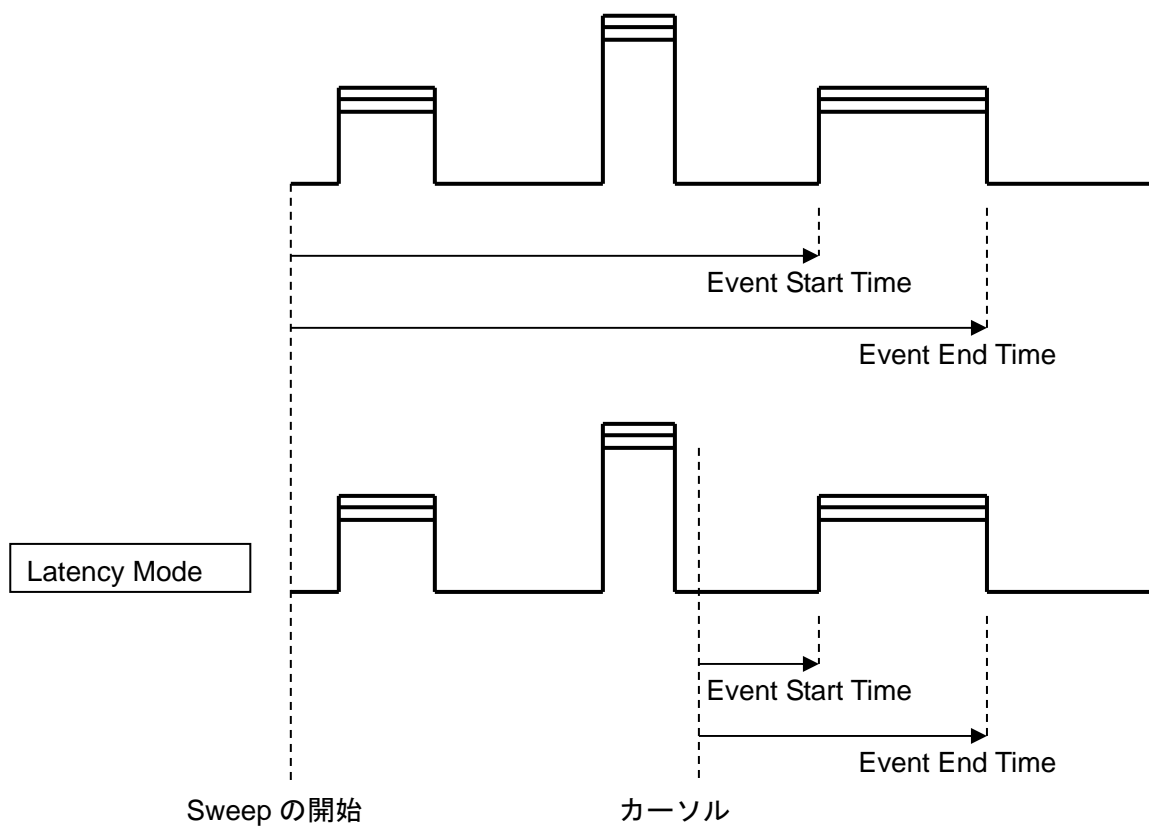 Event Start Time
Event End Time
Latency Mode
Event Start Time
Event End Time
Sweep の開始
カーソル